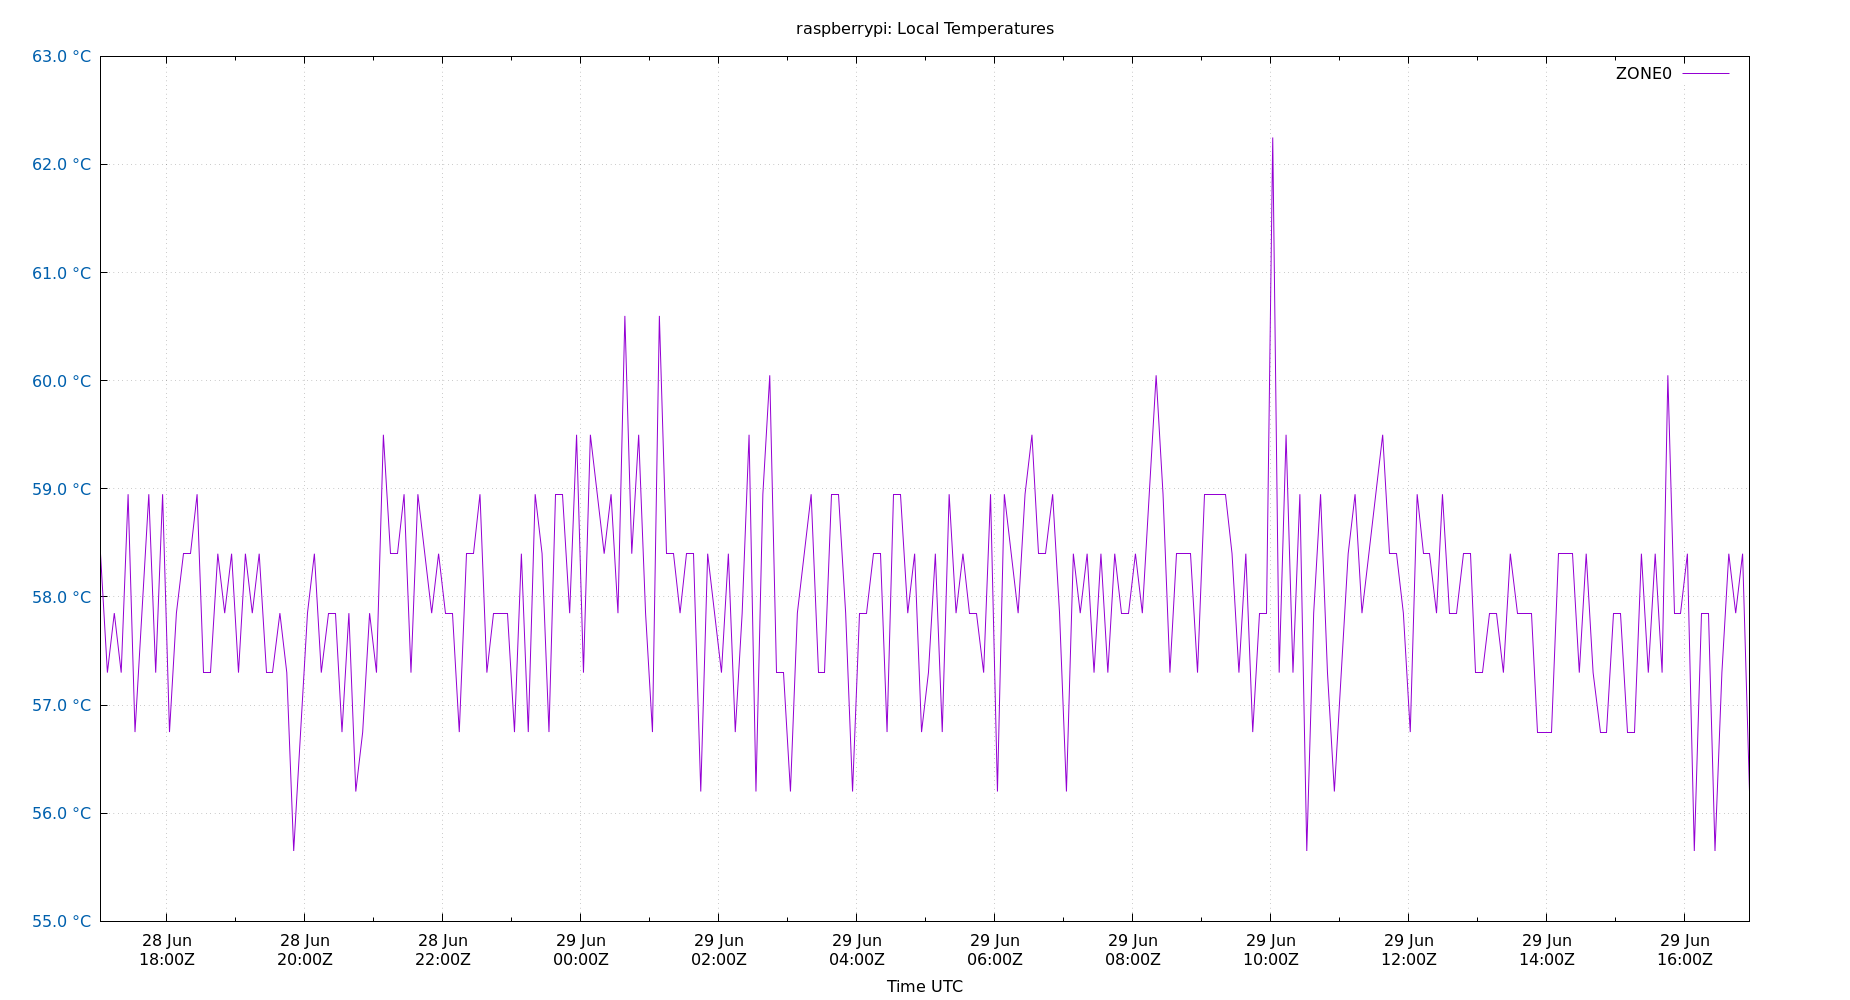 raspberrypi: Local Temperatures
63.0 °C
ZONE0
62.0 °C
61.0 °C
60.0 °C
59.0 °C
58.0 °C
57.0 °C
56.0 °C
55.0 °C
28 Jun 28 Jun 28 Jun 29 Jun 29 Jun 29 Jun 29 Jun 29 Jun 29 Jun 29 Jun 29 Jun 29 Jun
18:00Z 20:00Z 22:00Z 00:00Z 02:00Z 04:00Z 06:00Z 08:00Z 10:00Z 12:00Z 14:00Z 16:00Z
Time UTC